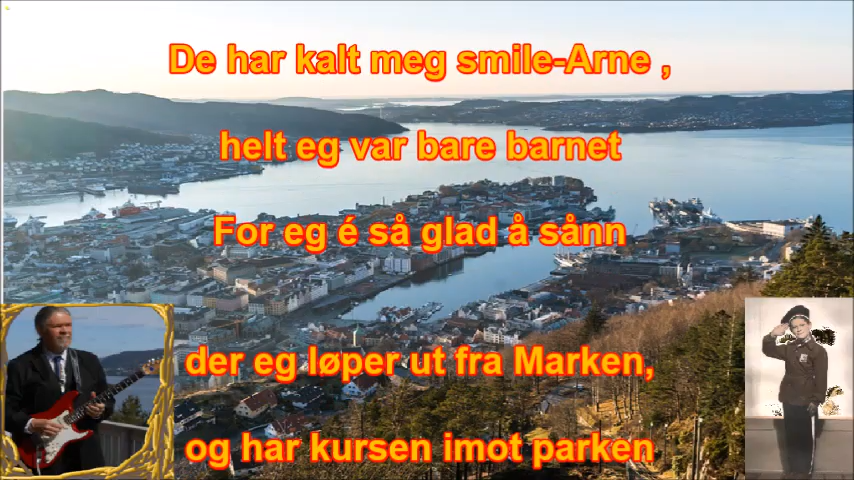 De har kalt meg smile-Arne ,
helt eg var bare barnet
For eg é så glad å sånn
der eg løper ut fra Marken,
og har kursen imot parken